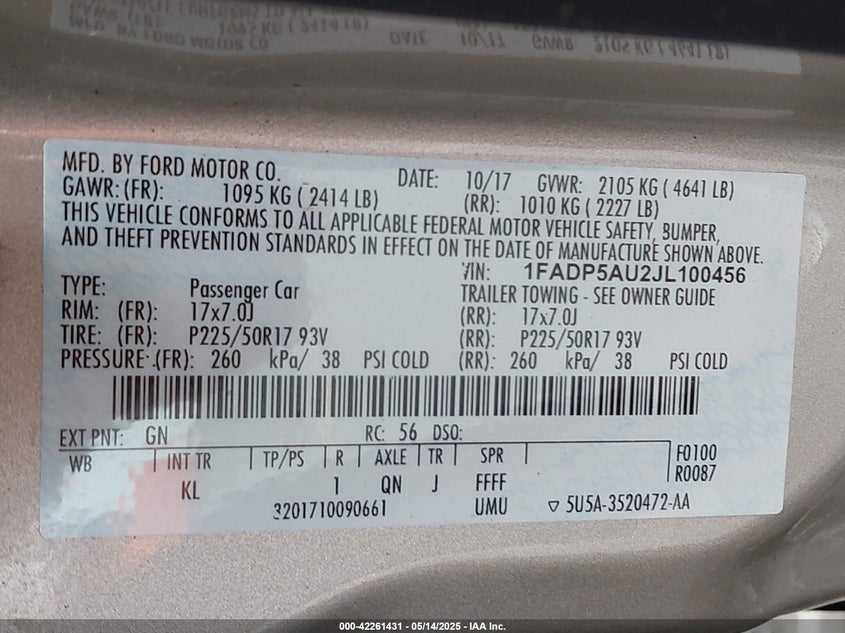 MFD. BY FORD MOTOR CO. DATE: 10/17 GVWR: 2105 KG ( 4641 LB)
GAWR: (FR): 1095 KG ( 2414 LB) (RR): 1010 KG ( 2227 LB)
THIS VEHICLE CONFORMS TO ALL APPLICABLE FEDERAL MOTOR VEHICLE SAFETY, BUMPER,
AND THEFT PREVENTION STANDARDS IN EFFECT ON THE DATE OF MANUFACTURE SHOWN ABOVE.
VIN: 1FADP5AU2JL100456
TYPE: Passenger Car TRAILER TOWING - SEE OWNER GUIDE
RIM: (FR): 17x7.0J (RR): 17x7.0J
TIRE: (FR): P225/50R17 93V (RR): P225/50R17 93V
PRESSURE: (FR): 260 kPa/ 38 PSI COLD (RR): 260 kPa/ 38 PSI COLD
EXT PNT: GN RC: 56 DSO:
WB INT TR TP/PS R AXLE TR SPR F0100
KL 1 QN J FFFF R0087
3201710090661 UMU ▽ 5U5A-3520472-AA
000-42261431 - 05/14/2025 - IAA Inc.